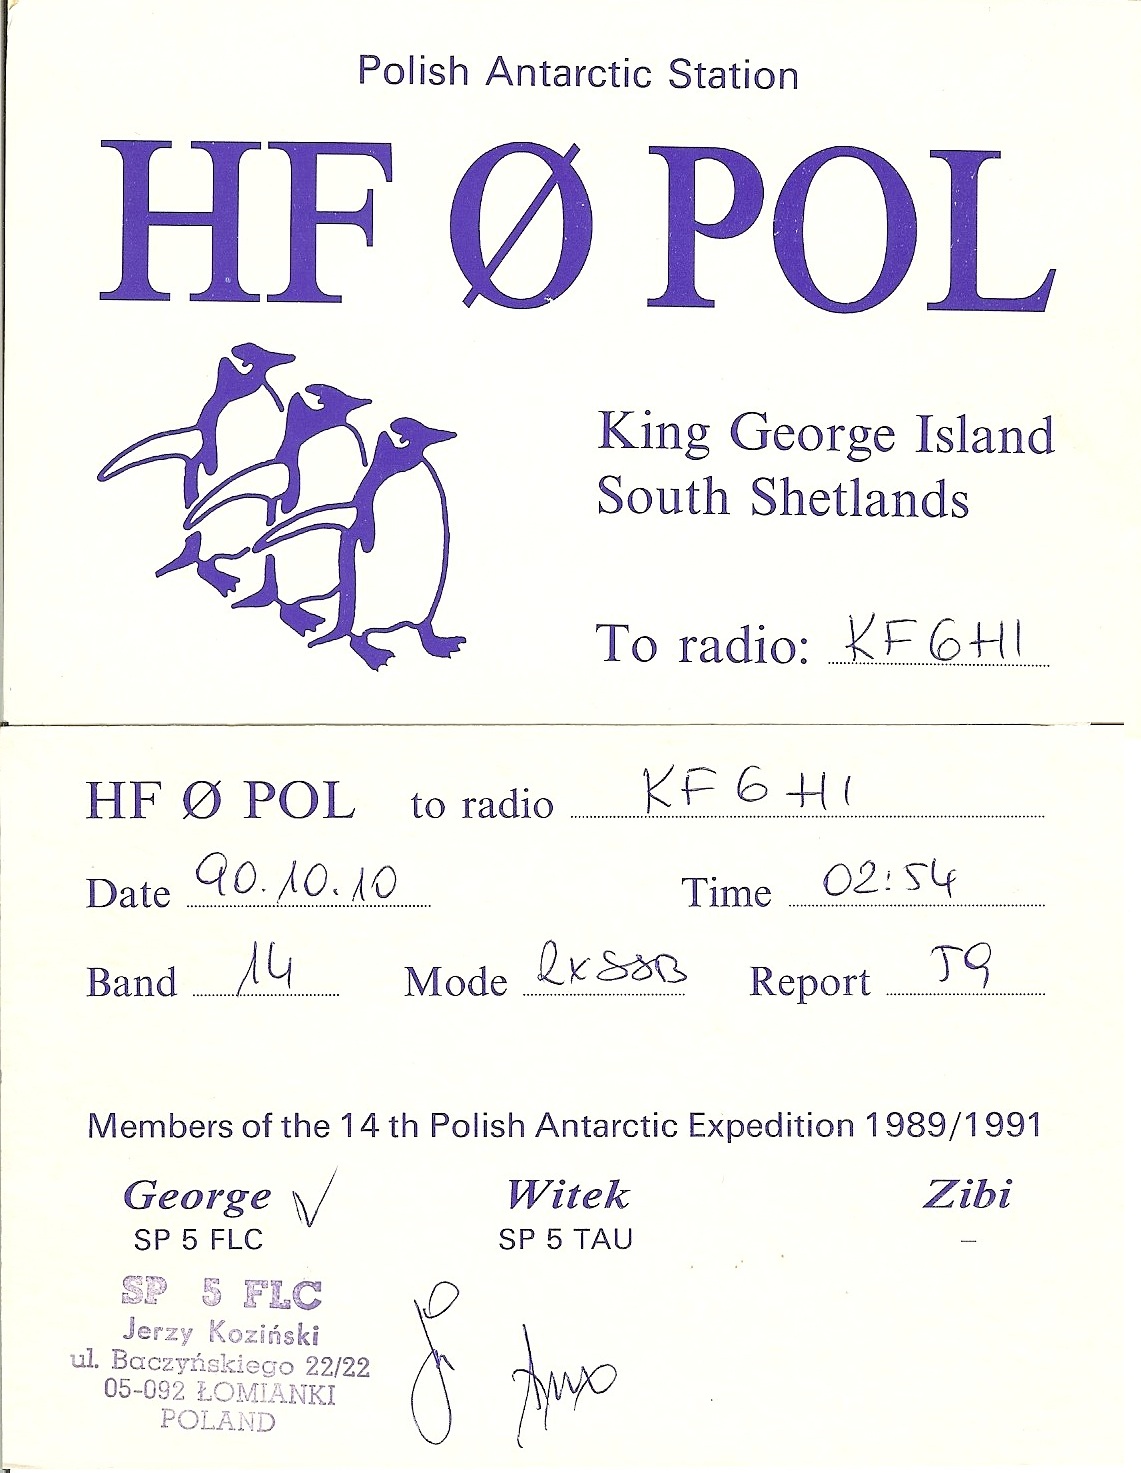 Polish Antarctic Station
HF Ø POL
King George Island
South Shetlands
To radio: KF6HI
HF Ø POL to radio KF6HI
Date 90.10.10 Time 02:54
Band 14 Mode 2xSSB Report 59
Members of the 14 th Polish Antarctic Expedition 1989/1991
George Witek Zibi
SP 5 FLC SP 5 TAU –
SP 5 FLC
Jerzy Koziński
ul. Baczyńskiego 22/22
05-092 ŁOMIANKI
POLAND